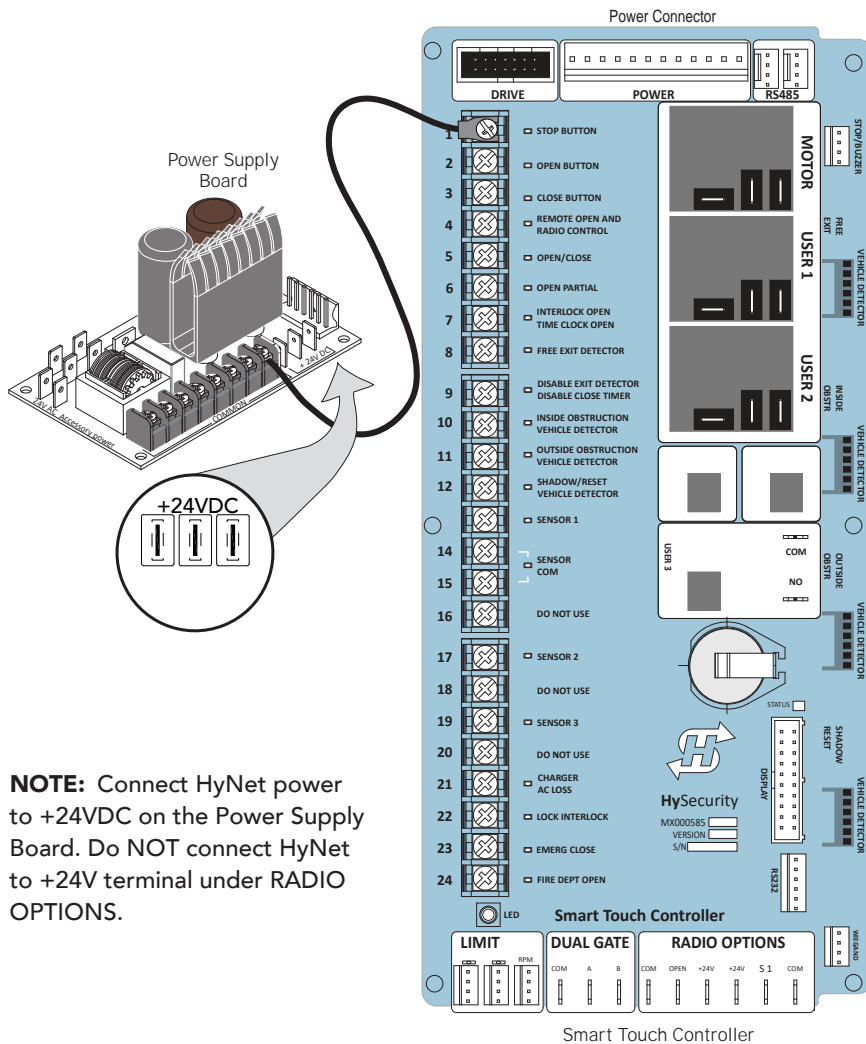 Power Connector
DRIVE
POWER
RS485
Power Supply
Board
24V AC Accessory power
COMMON
+ 24V DC
+24VDC
NOTE: Connect HyNet power
to +24VDC on the Power Supply
Board. Do NOT connect HyNet
to +24V terminal under RADIO
OPTIONS.
1 STOP BUTTON
2 OPEN BUTTON
3 CLOSE BUTTON
4 REMOTE OPEN AND
RADIO CONTROL
5 OPEN/CLOSE
6 OPEN PARTIAL
7 INTERLOCK OPEN
TIME CLOCK OPEN
8 FREE EXIT DETECTOR
9 DISABLE EXIT DETECTOR
DISABLE CLOSE TIMER
10 INSIDE OBSTRUCTION
VEHICLE DETECTOR
11 OUTSIDE OBSTRUCTION
VEHICLE DETECTOR
12 SHADOW/RESET
VEHICLE DETECTOR
SENSOR 1
14 SENSOR
15 COM
16 DO NOT USE
17 SENSOR 2
18 DO NOT USE
19 SENSOR 3
20 DO NOT USE
21 CHARGER
AC LOSS
22 LOCK INTERLOCK
23 EMERG CLOSE
24 FIRE DEPT OPEN
LED
MOTOR
USER 1
USER 2
USER 3
COM
NO
STOP/BUZZER
FREE
EXIT
VEHICLE DETECTOR
INSIDE
OBSTR
VEHICLE DETECTOR
OUTSIDE
OBSTR
VEHICLE DETECTOR
SHADOW
RESET
VEHICLE DETECTOR
STATUS
DISPLAY
HySecurity
MX000585
VERSION
S/N
RS232
WIEGAND
Smart Touch Controller
LIMIT
RPM
DUAL GATE
COM A B
RADIO OPTIONS
COM OPEN +24V +24V S 1 COM
Smart Touch Controller